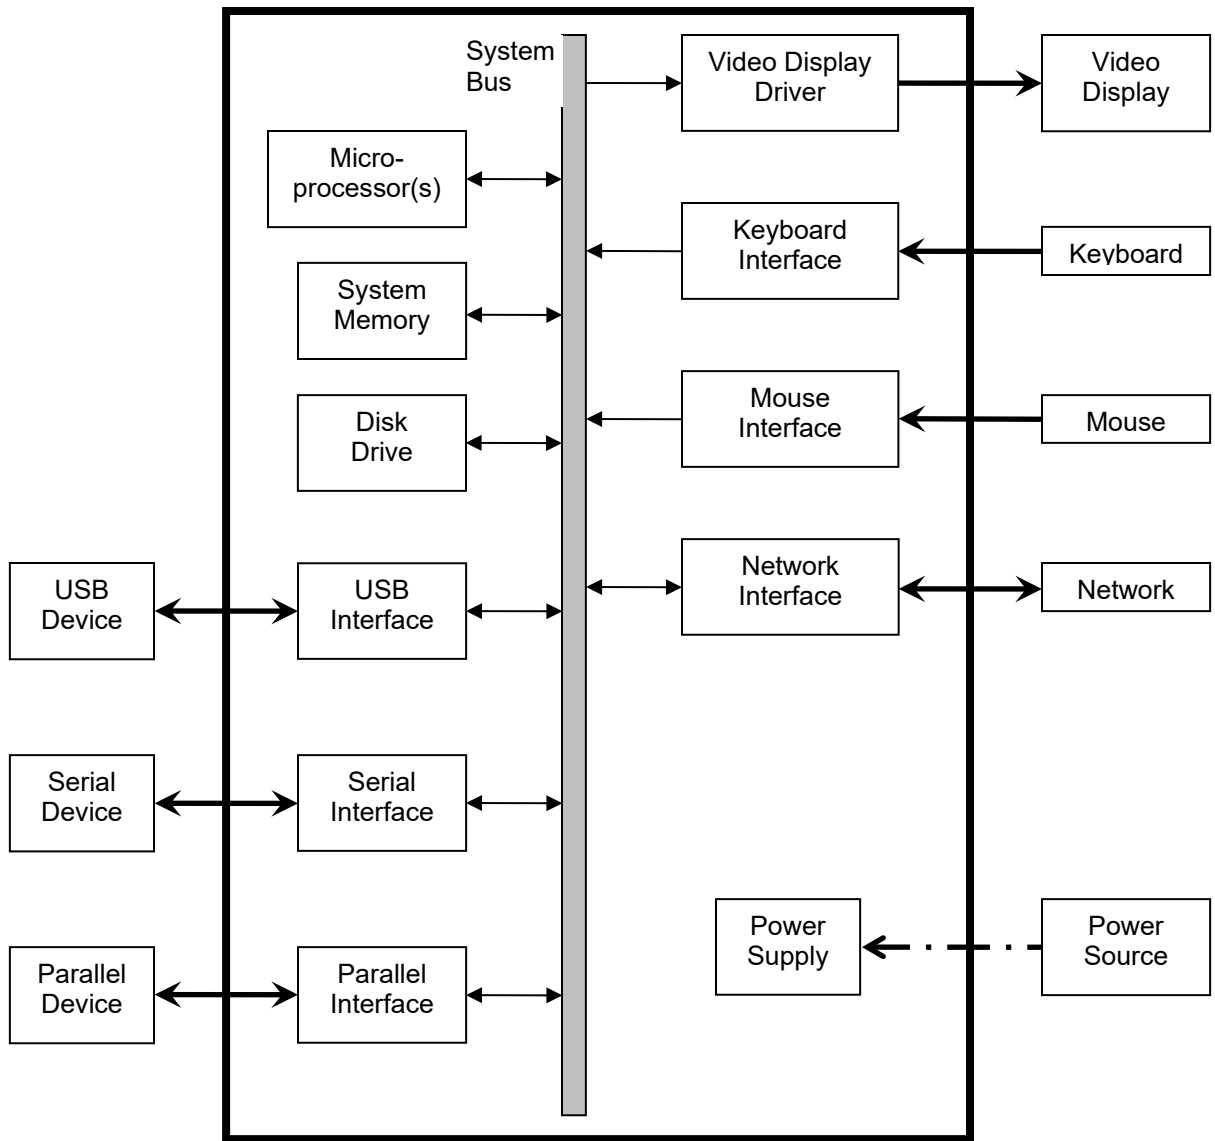 System
Bus
Video Display
Driver
Video
Display
Micro-
processor(s)
Keyboard
Interface
Keyboard
System
Memory
Mouse
Interface
Mouse
Disk
Drive
Network
Interface
Network
USB
Device
USB
Interface
Serial
Device
Serial
Interface
Power
Supply
Power
Source
Parallel
Device
Parallel
Interface